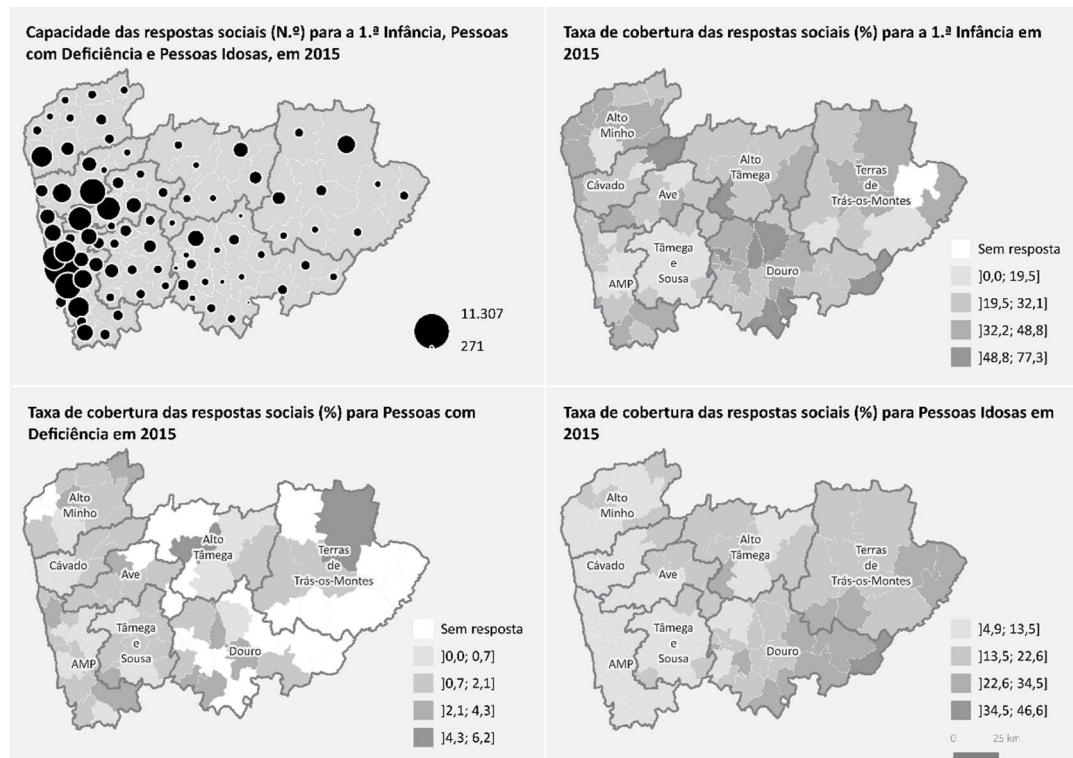 Capacidade das respostas sociais (N.º) para a 1.ª Infância, Pessoas
com Deficiência e Pessoas Idosas, em 2015
11.307
271
Taxa de cobertura das respostas sociais (%) para a 1.ª Infância em
2015
Alto
Minho
Cávado
Ave
Alto
Tâmega
Terras
de
Trás-os-Montes
Tâmega
e
Sousa
AMP
Douro
Sem resposta
]0,0; 19,5]
]19,5; 32,1]
]32,2; 48,8]
]48,8; 77,3]
Taxa de cobertura das respostas sociais (%) para Pessoas com
Deficiência em 2015
Alto
Minho
Cávado
Ave
Alto
Tâmega
Terras
de
Trás-os-Montes
Tâmega
e
Sousa
AMP
Douro
Sem resposta
]0,0; 0,7]
]0,7; 2,1]
]2,1; 4,3]
]4,3; 6,2]
Taxa de cobertura das respostas sociais (%) para Pessoas Idosas em
2015
Alto
Minho
Cávado
Ave
Alto
Tâmega
Terras
de
Trás-os-Montes
Tâmega
e
Sousa
AMP
Douro
]4,9; 13,5]
]13,5; 22,6]
]22,6; 34,5]
]34,5; 46,6]
0 25 km